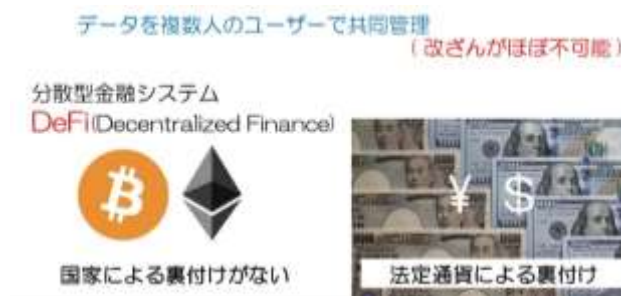 データを複数人のユーザーで共同管理
(改ざんがほぼ不可能)
分散型金融システム
DeFi(Decentralized Finance)
¥ $
国家による裏付けがない
法定通貨による裏付け